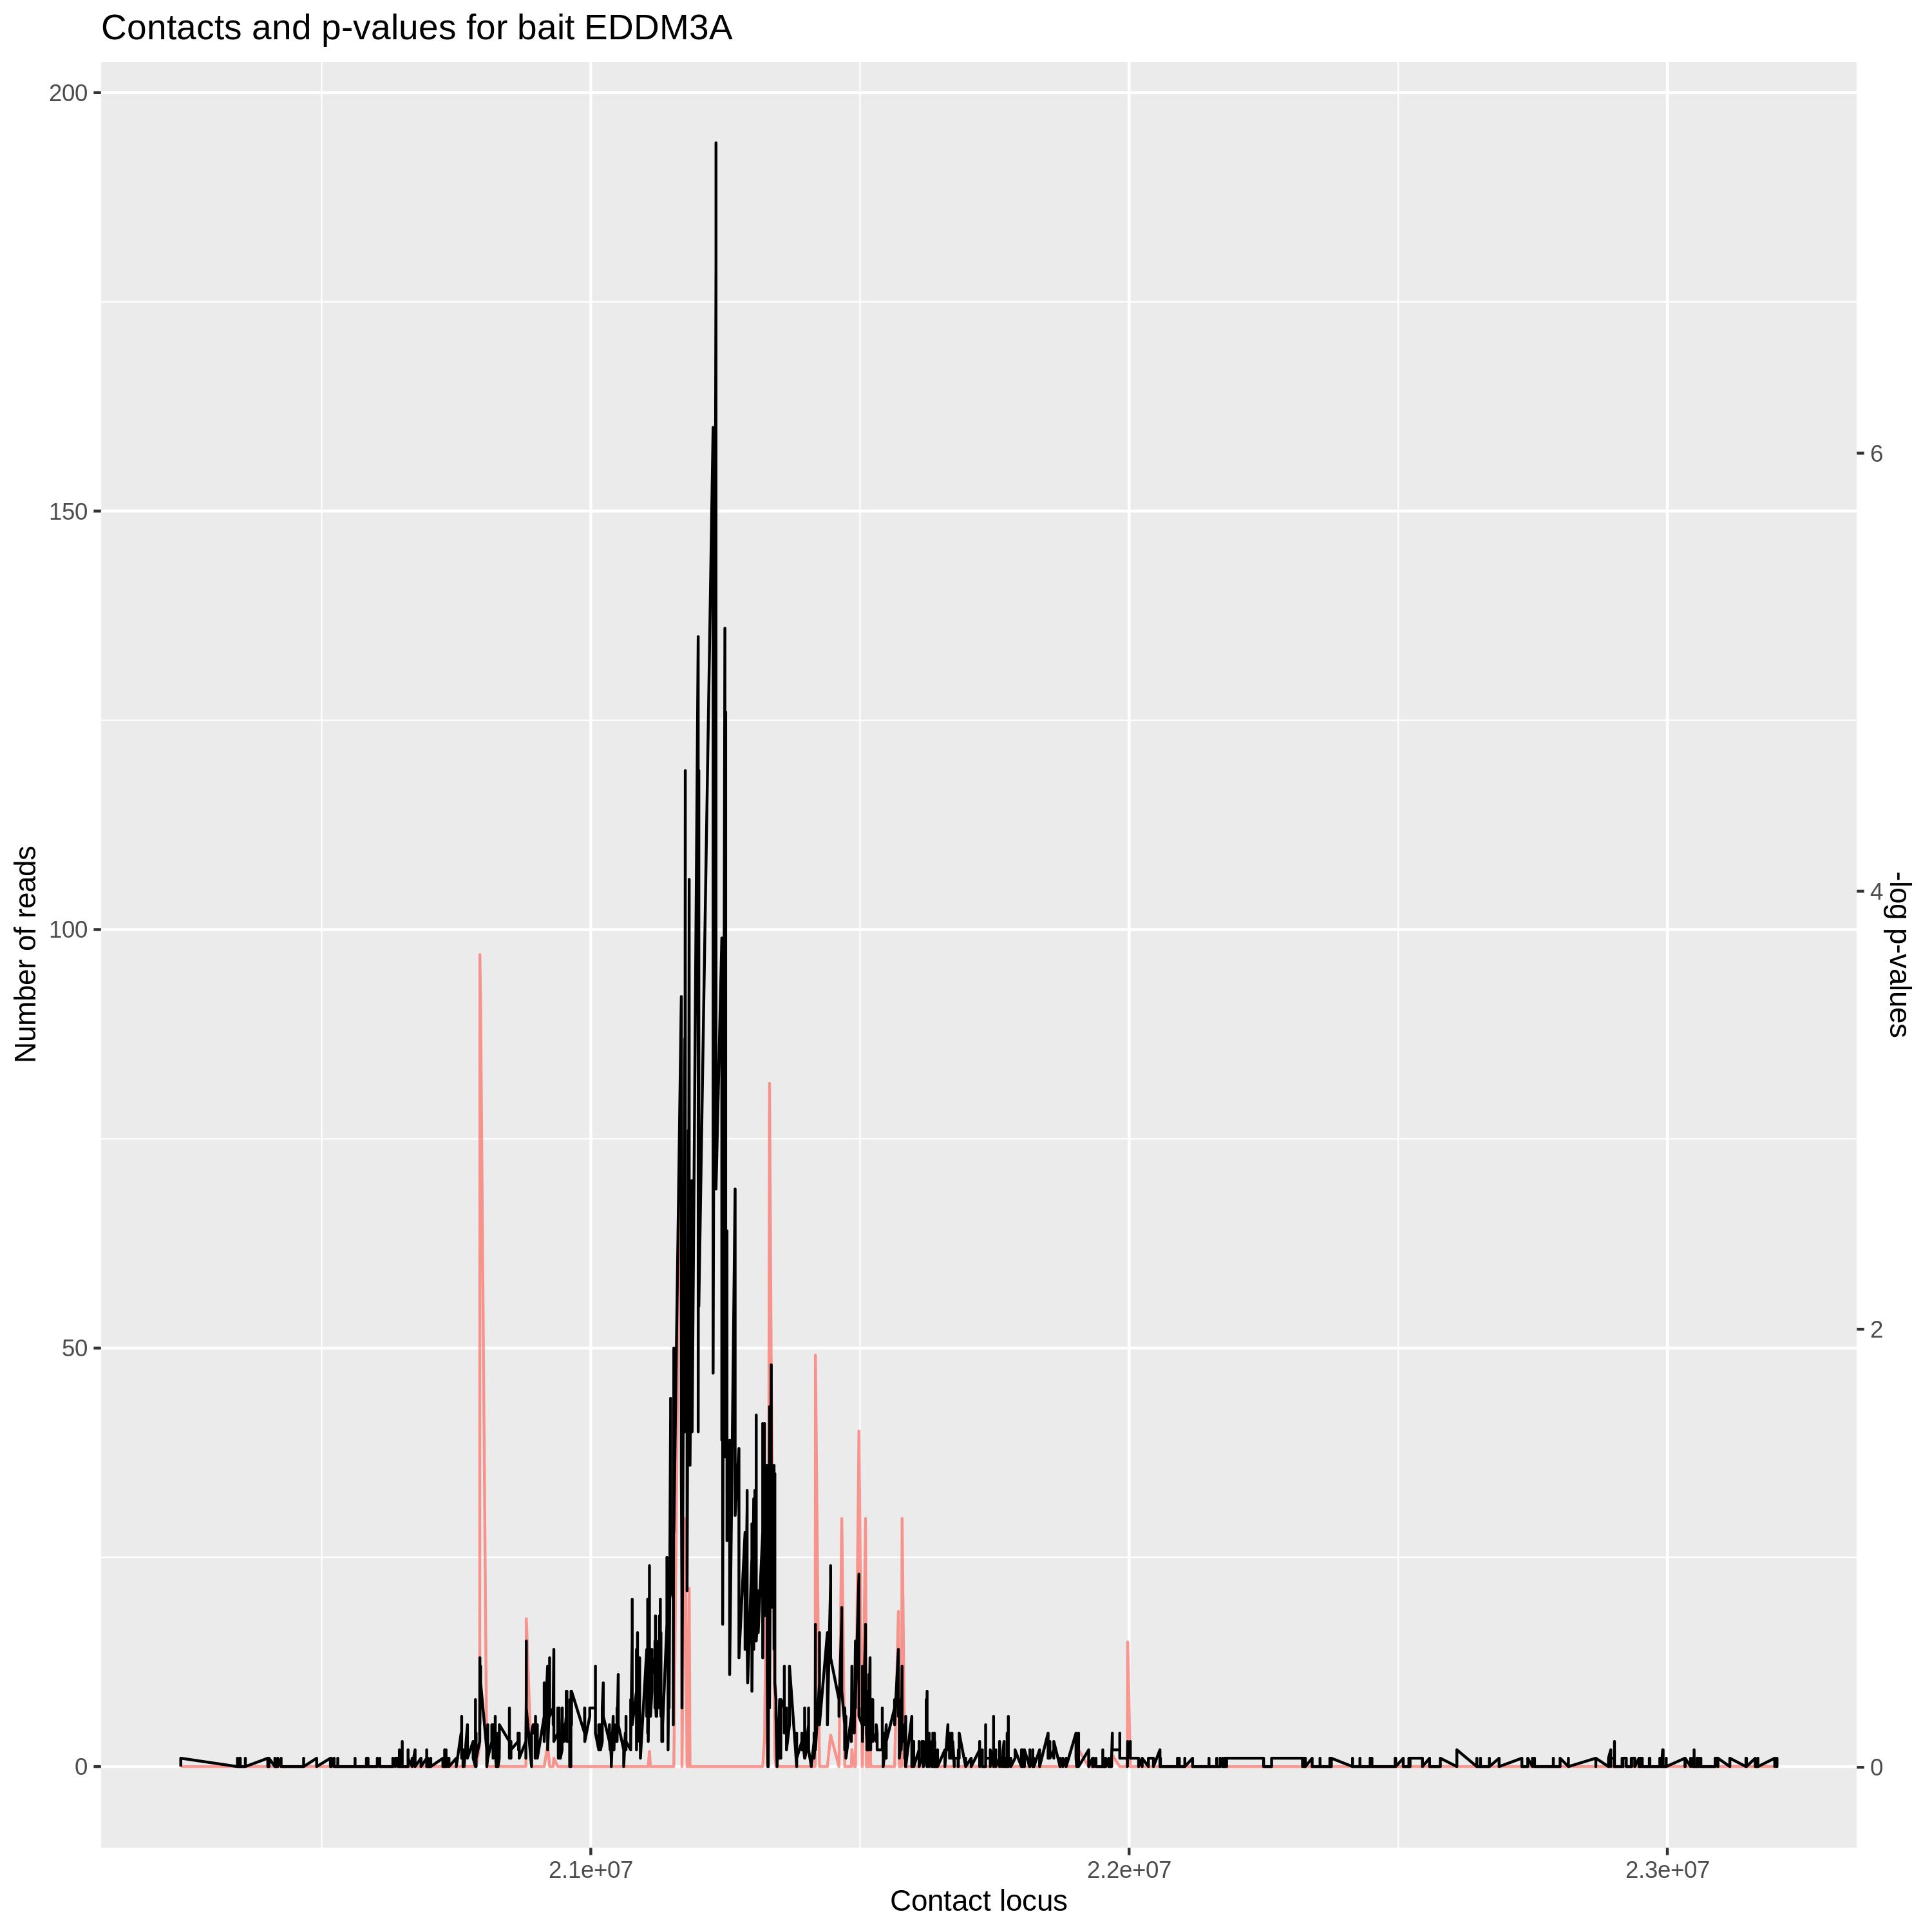 Contacts and p-values for bait EDDM3A
200
150
100
50
0
Number of reads
6
4
2
0
-log p-values
2.1e+07
2.2e+07
2.3e+07
Contact locus